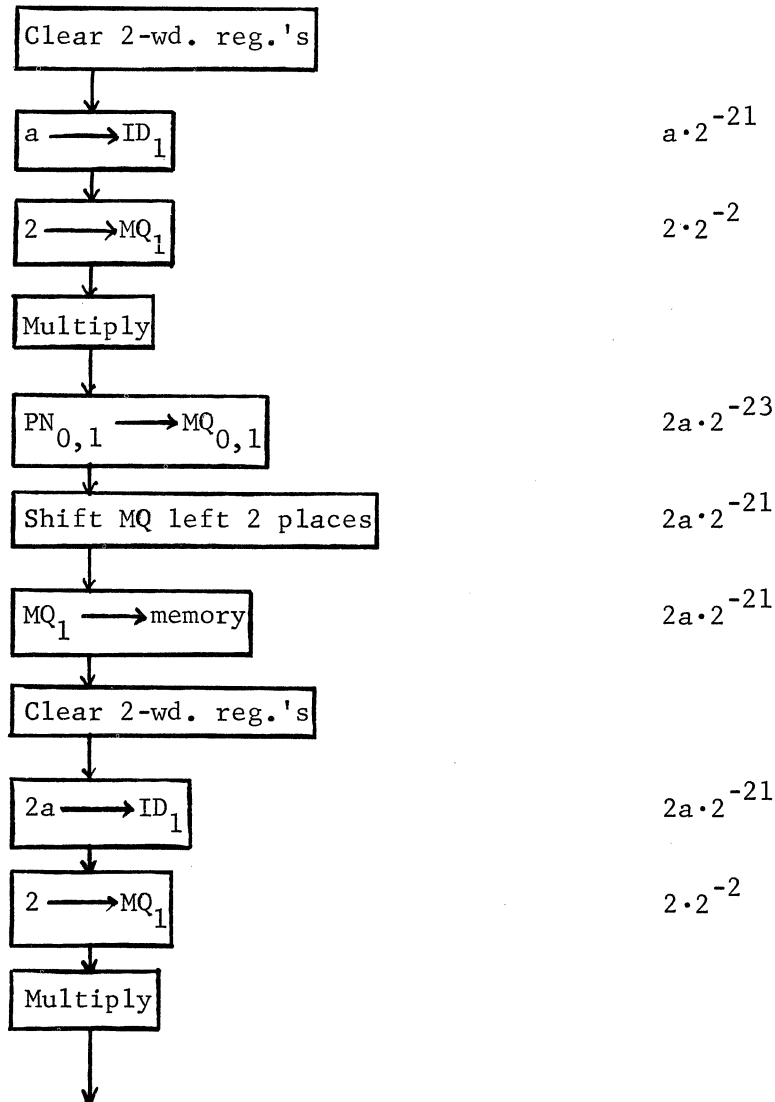 Clear 2-wd. reg.'s
a ⟶ ID₁ a·2⁻²¹
2 ⟶ MQ₁ 2·2⁻²
Multiply
PN₀,₁ ⟶ MQ₀,₁ 2a·2⁻²³
Shift MQ left 2 places 2a·2⁻²¹
MQ₁ ⟶ memory 2a·2⁻²¹
Clear 2-wd. reg.'s
2a ⟶ ID₁ 2a·2⁻²¹
2 ⟶ MQ₁ 2·2⁻²
Multiply